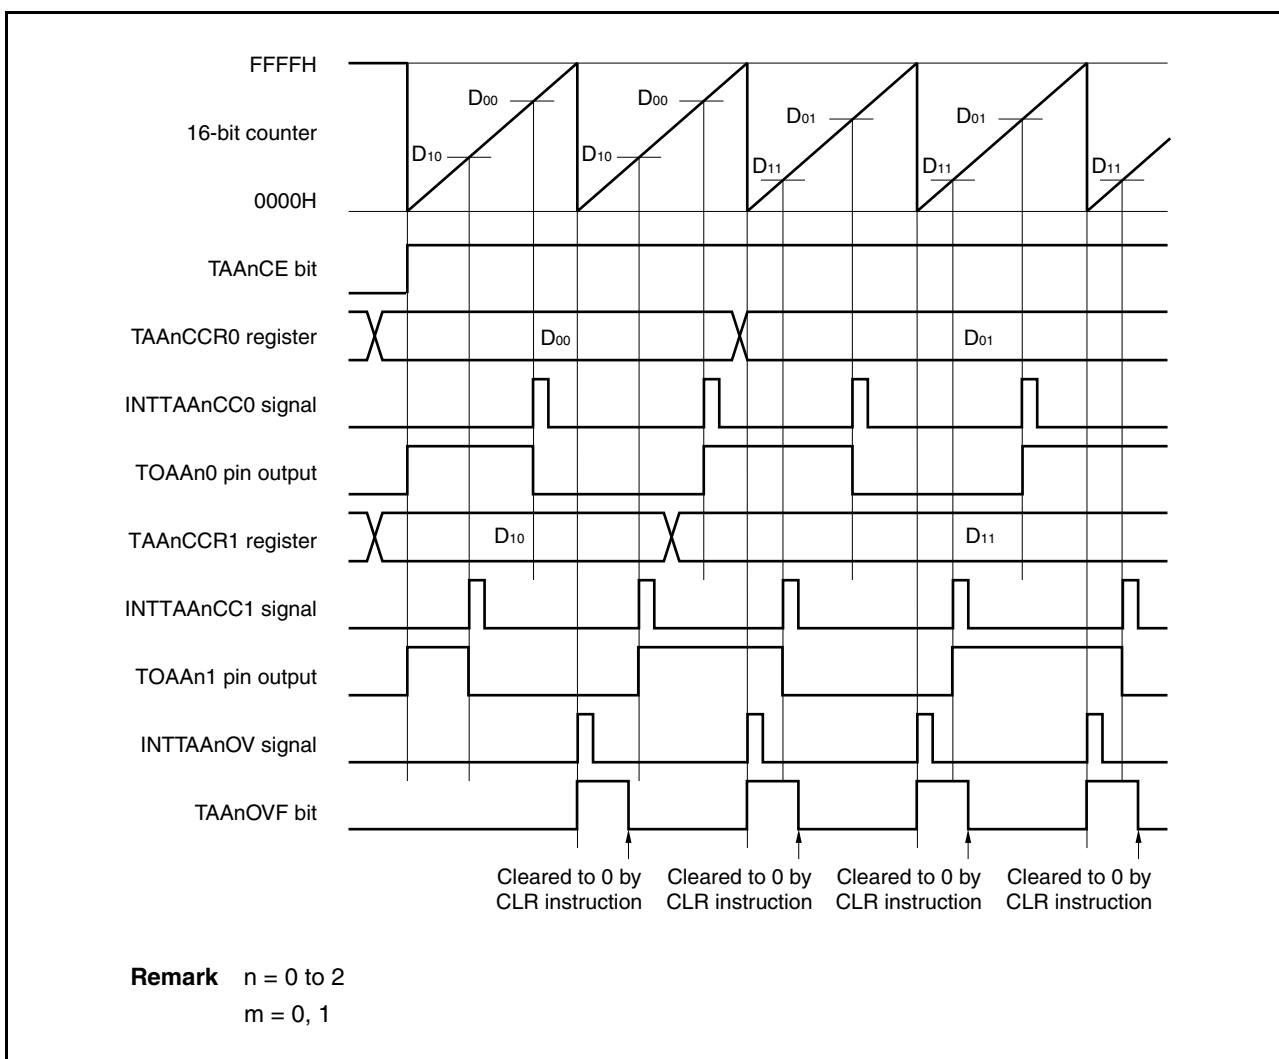 FFFFH
D00 D00
D01 D01
16-bit counter
D10 D10
D11 D11 D11
0000H
TAAnCE bit
TAAnCCR0 register
D00 D01
INTTAAnCC0 signal
TOAAn0 pin output
TAAnCCR1 register
D10 D11
INTTAAnCC1 signal
TOAAn1 pin output
INTTAAnOV signal
TAAnOVF bit
Cleared to 0 by
CLR instruction
Cleared to 0 by
CLR instruction
Cleared to 0 by
CLR instruction
Cleared to 0 by
CLR instruction
Remark n = 0 to 2
m = 0, 1